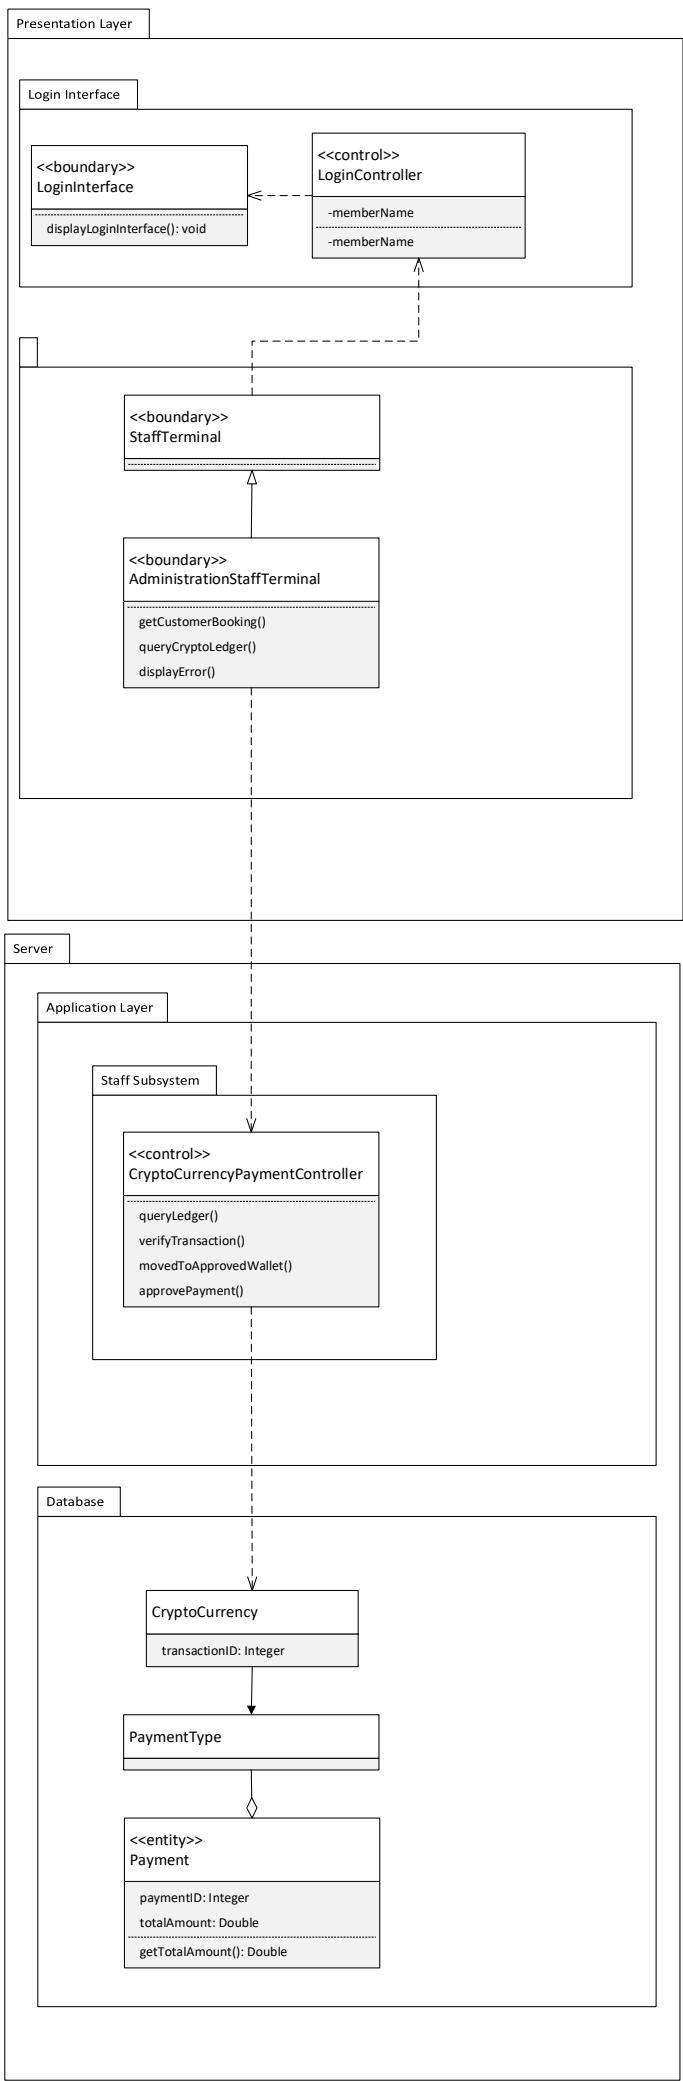 Presentation Layer
Login Interface
<<boundary>>
LoginInterface
displayLoginInterface(): void
<<control>>
LoginController
-memberName
-memberName
<<boundary>>
StaffTerminal
<<boundary>>
AdministrationStaffTerminal
getCustomerBooking()
queryCryptoLedger()
displayError()
Server
Application Layer
Staff Subsystem
<<control>>
CryptoCurrencyPaymentController
queryLedger()
verifyTransaction()
movedToApprovedWallet()
approvePayment()
Database
CryptoCurrency
transactionID: Integer
PaymentType
<<entity>>
Payment
paymentID: Integer
totalAmount: Double
getTotalAmount(): Double